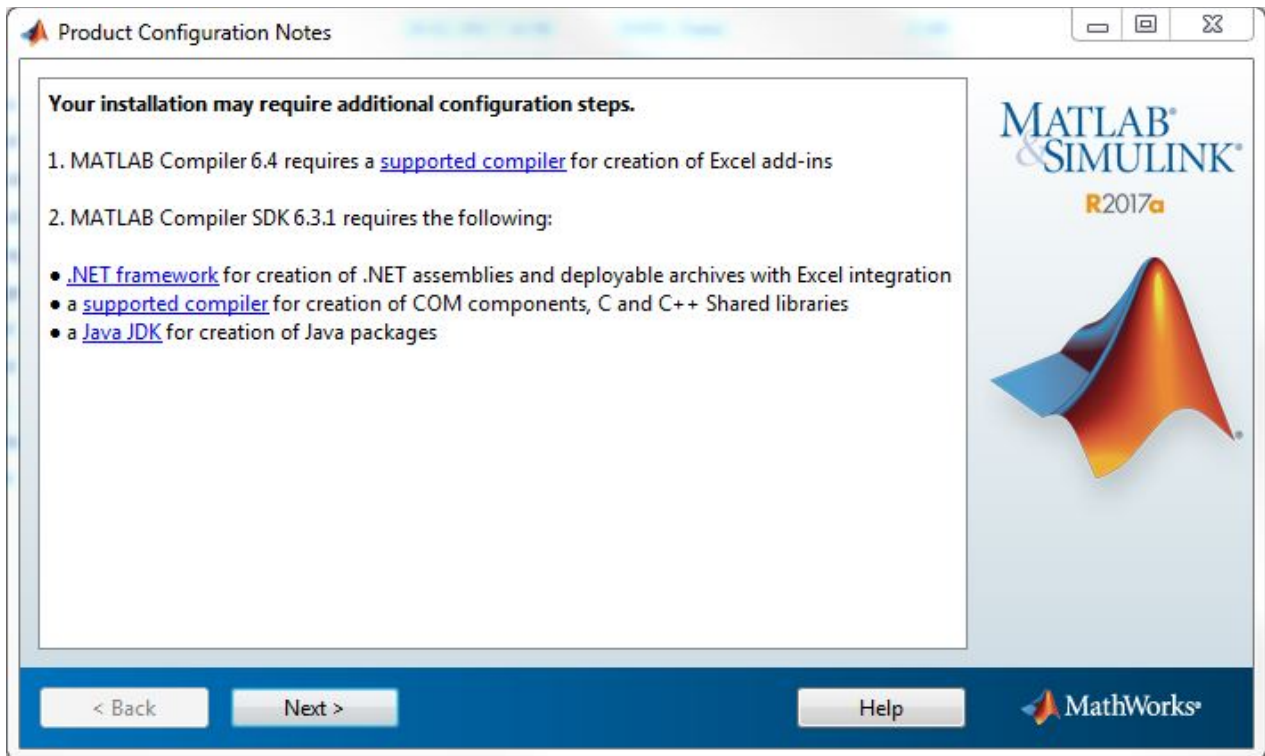 Product Configuration Notes
Your installation may require additional configuration steps.
1. MATLAB Compiler 6.4 requires a supported compiler for creation of Excel add-ins
2. MATLAB Compiler SDK 6.3.1 requires the following:
● .NET framework for creation of .NET assemblies and deployable archives with Excel integration
● a supported compiler for creation of COM components, C and C++ Shared libraries
● a Java JDK for creation of Java packages
MATLAB®
&SIMULINK®
R2017a
< Back
Next >
Help
MathWorks®